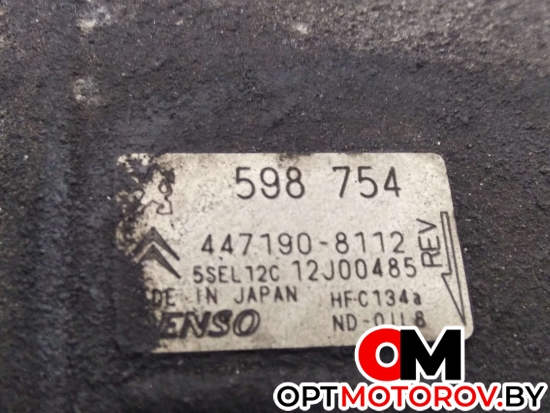 598 754
447190-8112
5SEL12C 12J00485
REV
DE IN JAPAN HFC134a
ENSO ND-OIL8
OM
OPTMOTOROV.BY